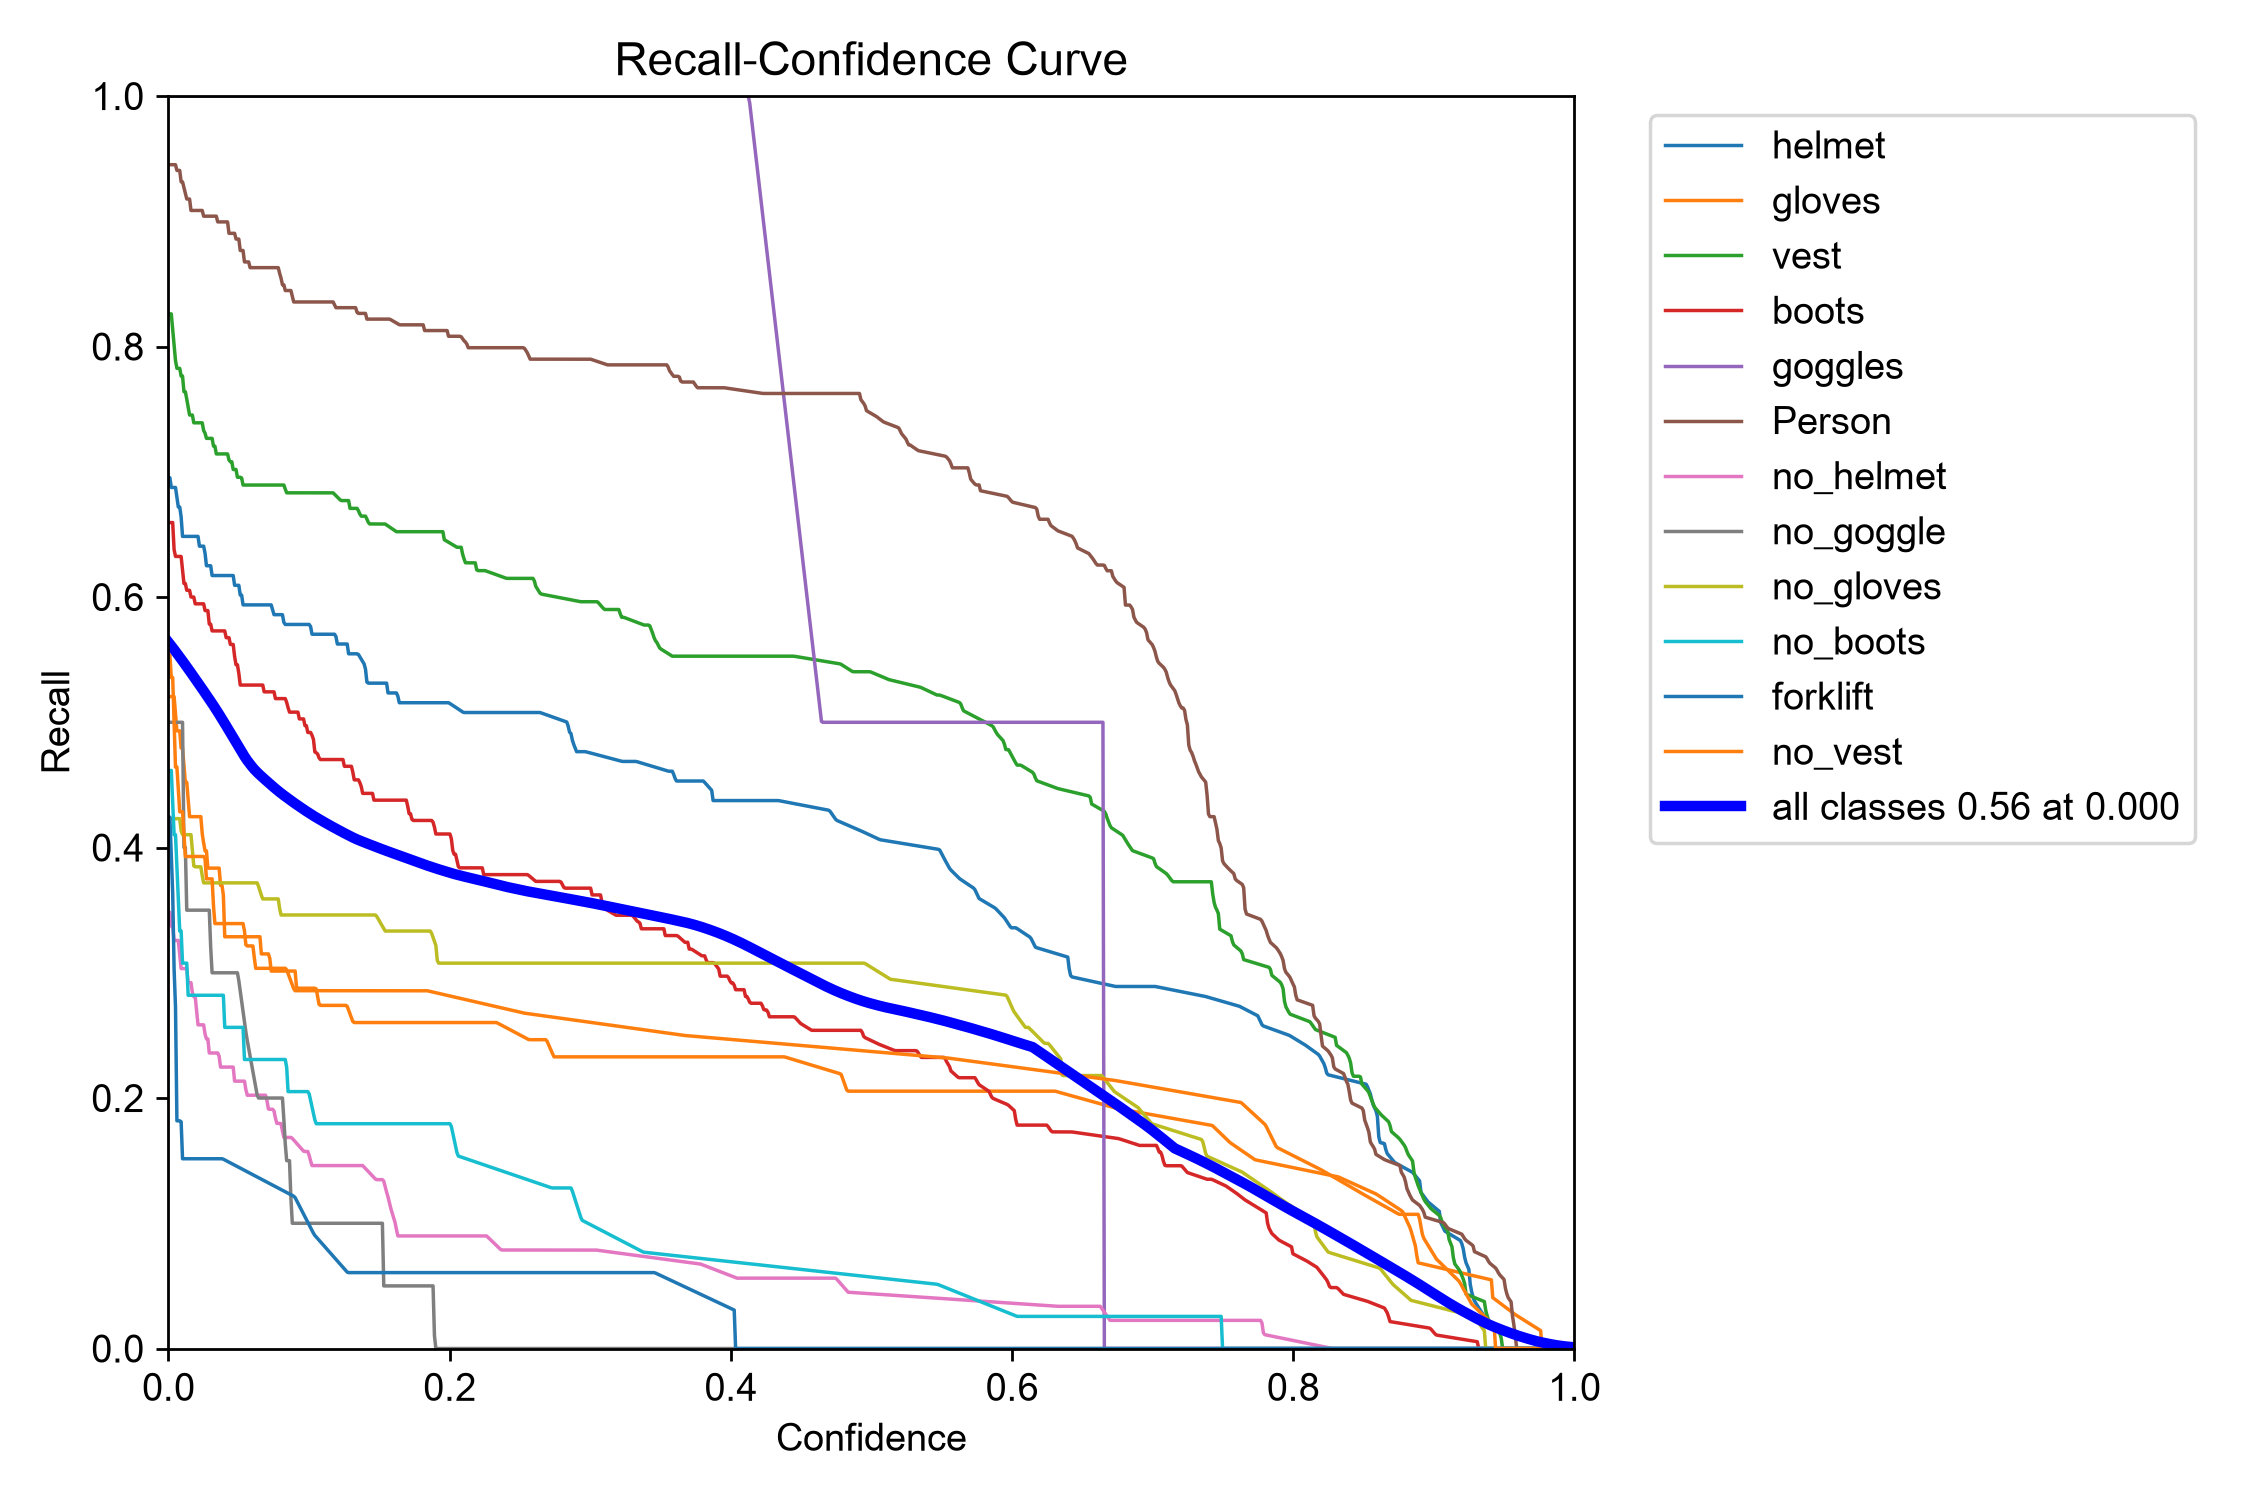 Recall-Confidence Curve
1.0
0.8
0.6
0.4
0.2
0.0
Recall
0.0 0.2 0.4 0.6 0.8 1.0
Confidence
helmet
gloves
vest
boots
goggles
Person
no_helmet
no_goggle
no_gloves
no_boots
forklift
no_vest
all classes 0.56 at 0.000